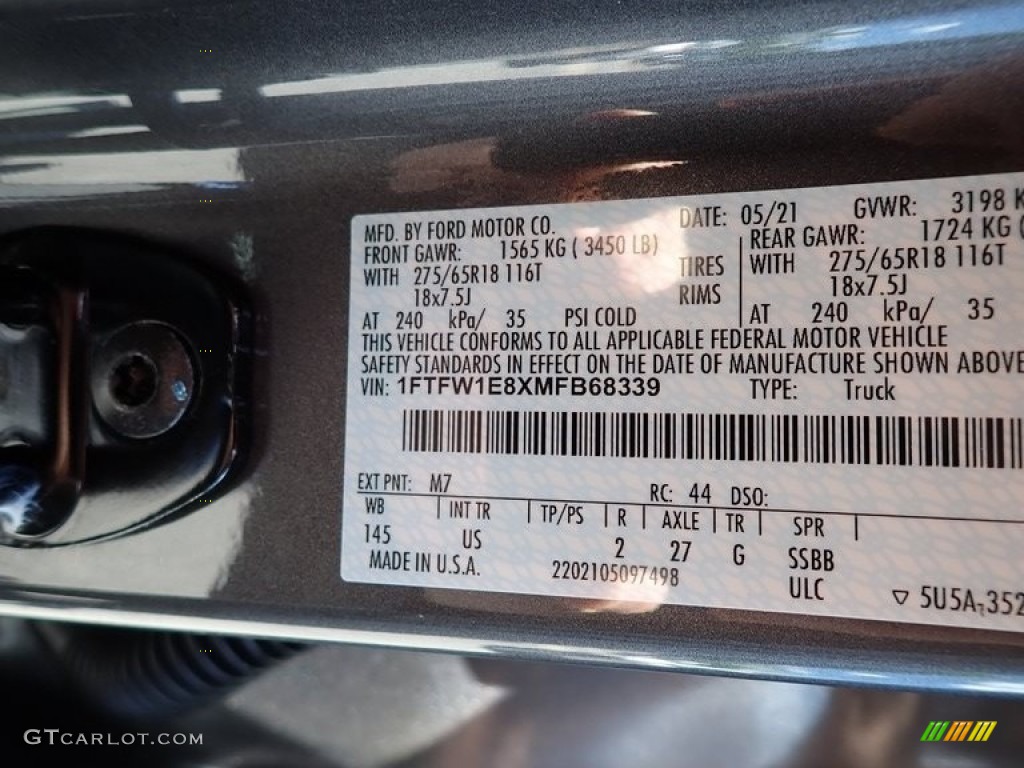 MFD. BY FORD MOTOR CO. DATE: 05/21 GVWR: 3198 K
FRONT GAWR: 1565 KG ( 3450 LB) REAR GAWR: 1724 KG (
WITH 275/65R18 116T TIRES WITH 275/65R18 116T
18x7.5J RIMS 18x7.5J
AT 240 kPa/ 35 PSI COLD AT 240 kPa/ 35
THIS VEHICLE CONFORMS TO ALL APPLICABLE FEDERAL MOTOR VEHICLE
SAFETY STANDARDS IN EFFECT ON THE DATE OF MANUFACTURE SHOWN ABOVE
VIN: 1FTFW1E8XMFB68339 TYPE: Truck
EXT PNT: M7 RC: 44 DSO:
WB INT TR TP/PS R AXLE TR SPR
145 US 2 27 G SSBB
MADE IN U.S.A. 2202105097498 ULC
▽ 5U5A-352
GTCARLOT.COM